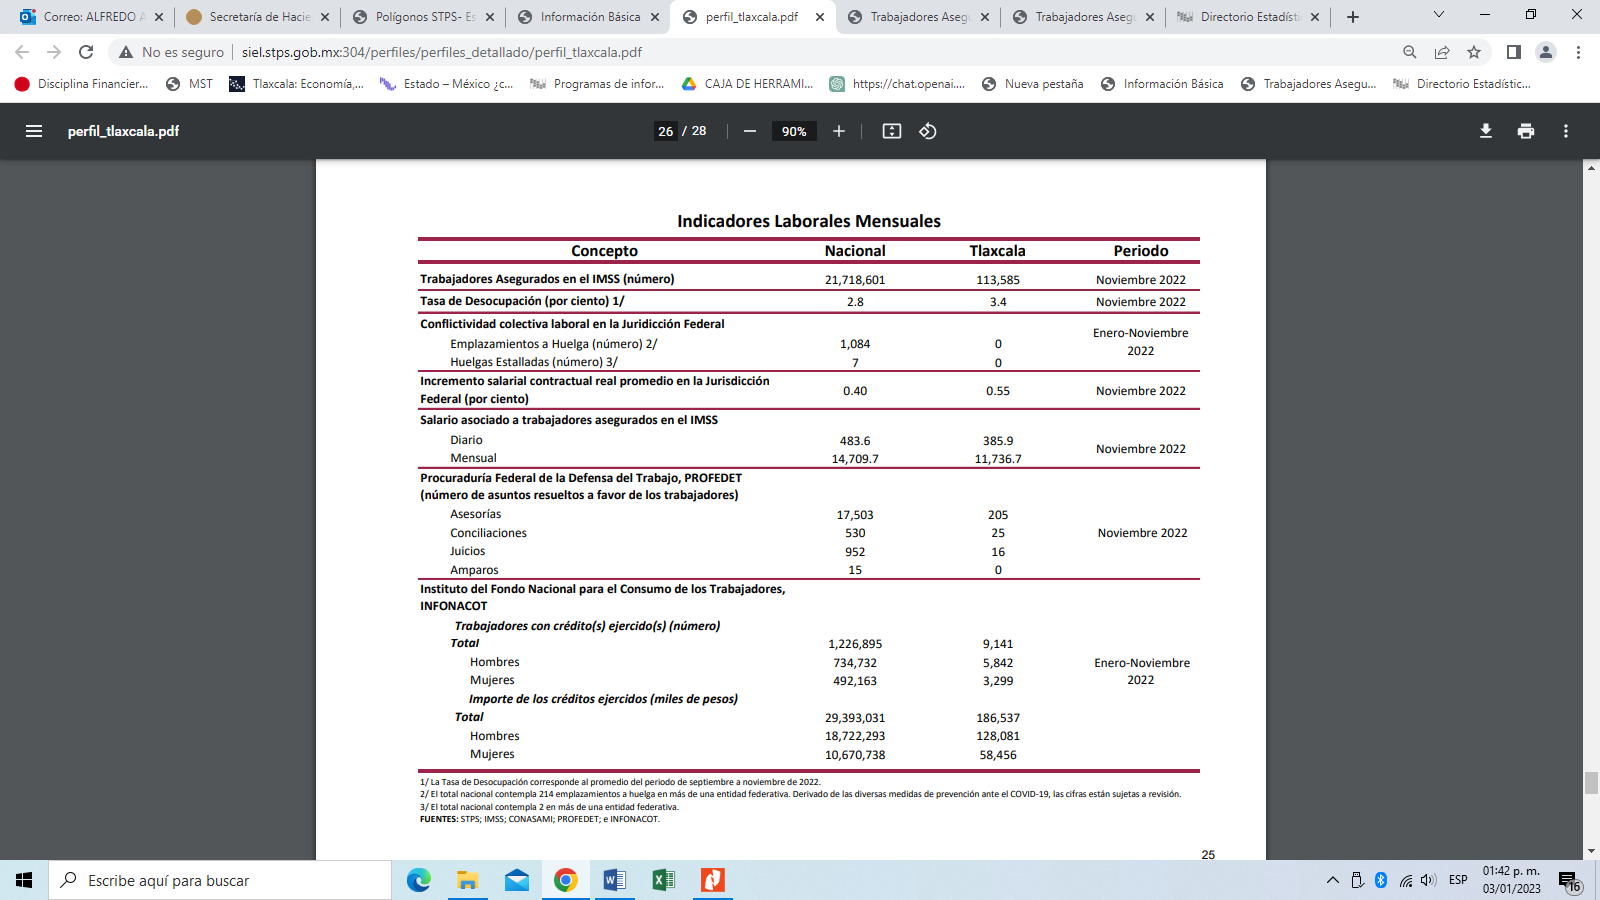 Correo: ALFREDO A
Secretaría de Hacie
Polígonos STPS- Es
Información Básica
perfil_tlaxcala.pdf
Trabajadores Asegu
Trabajadores Asegu
Directorio Estadísti
No es seguro | siel.stps.gob.mx:304/perfiles/perfiles_detallado/perfil_tlaxcala.pdf
Disciplina Financier... MST Tlaxcala: Economía,... Estado – México ¿c... Programas de infor... CAJA DE HERRAMI... https://chat.openai.... Nueva pestaña Información Básica Trabajadores Asegu... Directorio Estadístic...
perfil_tlaxcala.pdf 26 / 28 90%
Indicadores Laborales Mensuales
Concepto Nacional Tlaxcala Periodo
Trabajadores Asegurados en el IMSS (número) 21,718,601 113,585 Noviembre 2022
Tasa de Desocupación (por ciento) 1/ 2.8 3.4 Noviembre 2022
Conflictividad colectiva laboral en la Juridicción Federal
Enero-Noviembre
2022
Emplazamientos a Huelga (número) 2/ 1,084 0
Huelgas Estalladas (número) 3/ 7 0
Incremento salarial contractual real promedio en la Jurisdicción
Federal (por ciento)
0.40 0.55 Noviembre 2022
Salario asociado a trabajadores asegurados en el IMSS
Diario 483.6 385.9
Mensual 14,709.7 11,736.7
Noviembre 2022
Procuraduría Federal de la Defensa del Trabajo, PROFEDET
(número de asuntos resueltos a favor de los trabajadores)
Asesorías 17,503 205
Conciliaciones 530 25 Noviembre 2022
Juicios 952 16
Amparos 15 0
Instituto del Fondo Nacional para el Consumo de los Trabajadores,
INFONACOT
Trabajadores con crédito(s) ejercido(s) (número)
Total 1,226,895 9,141
Hombres 734,732 5,842 Enero-Noviembre
Mujeres 492,163 3,299 2022
Importe de los créditos ejercidos (miles de pesos)
Total 29,393,031 186,537
Hombres 18,722,293 128,081
Mujeres 10,670,738 58,456
1/ La Tasa de Desocupación corresponde al promedio del periodo de septiembre a noviembre de 2022.
2/ El total nacional contempla 214 emplazamientos a huelga en más de una entidad federativa. Derivado de las diversas medidas de prevención ante el COVID-19, las cifras están sujetas a revisión.
3/ El total nacional contempla 2 en más de una entidad federativa.
FUENTES: STPS; IMSS; CONASAMI; PROFEDET; e INFONACOT.
25
Escribe aquí para buscar
ESP
01:42 p. m.
03/01/2023
16